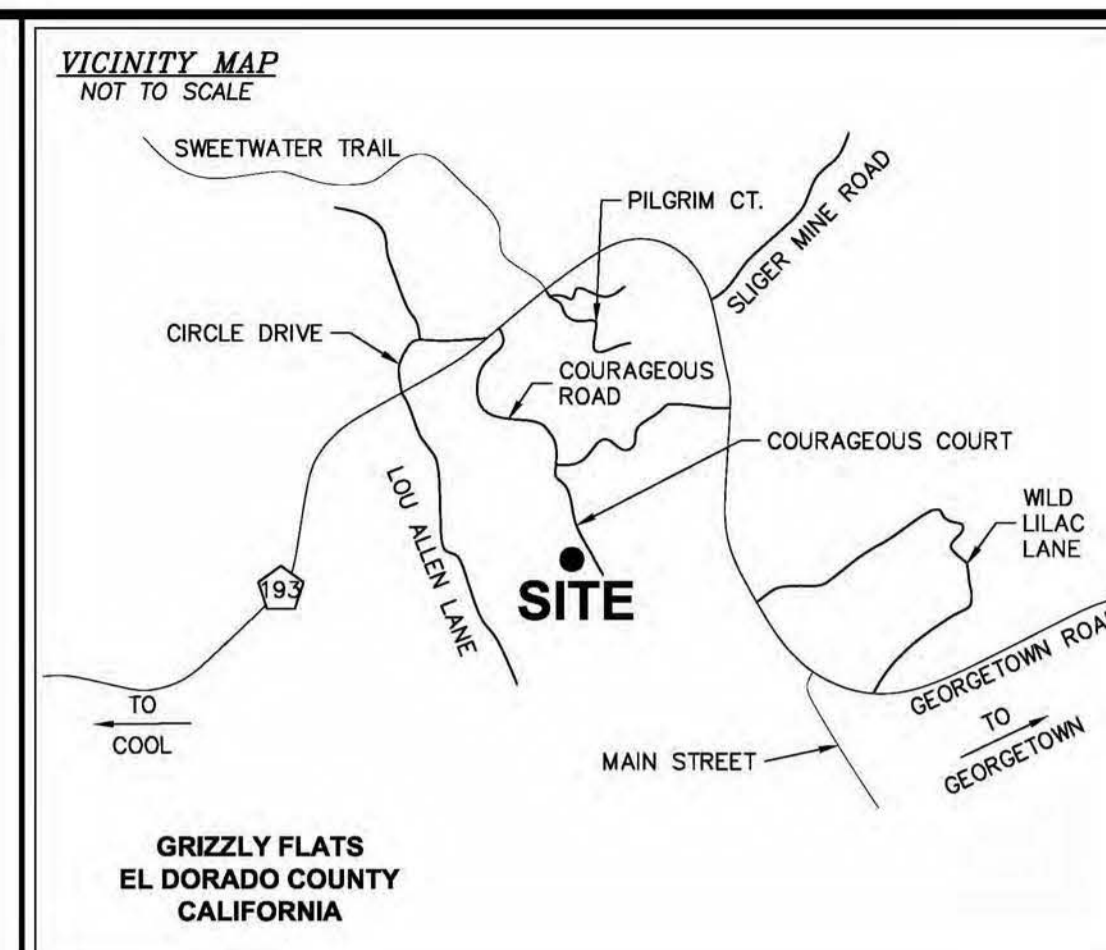 VICINITY MAP
NOT TO SCALE
SWEETWATER TRAIL
PILGRIM CT.
SLIGER MINE ROAD
CIRCLE DRIVE
COURAGEOUS
ROAD
COURAGEOUS COURT
LOU ALLEN LANE
WILD
LILAC
LANE
193
SITE
GEORGETOWN ROAD
TO
COOL
TO
GEORGETOWN
MAIN STREET
GRIZZLY FLATS
EL DORADO COUNTY
CALIFORNIA